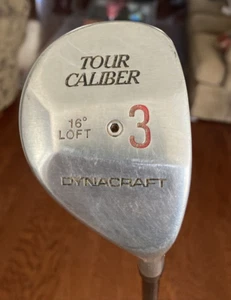 TOUR
CALIBER
16° LOFT
3
DYNACRAFT